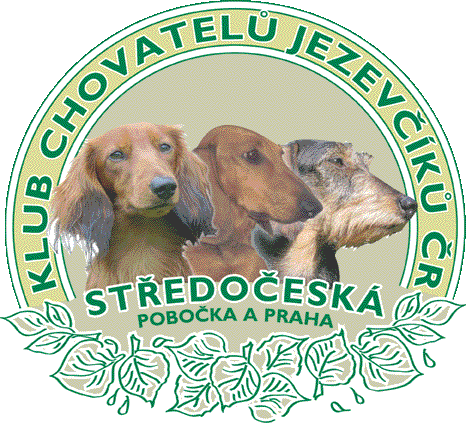 KLUB CHOVATELŮ JEZEVČÍKŮ ČR
STŘEDOČESKÁ
POBOČKA A PRAHA